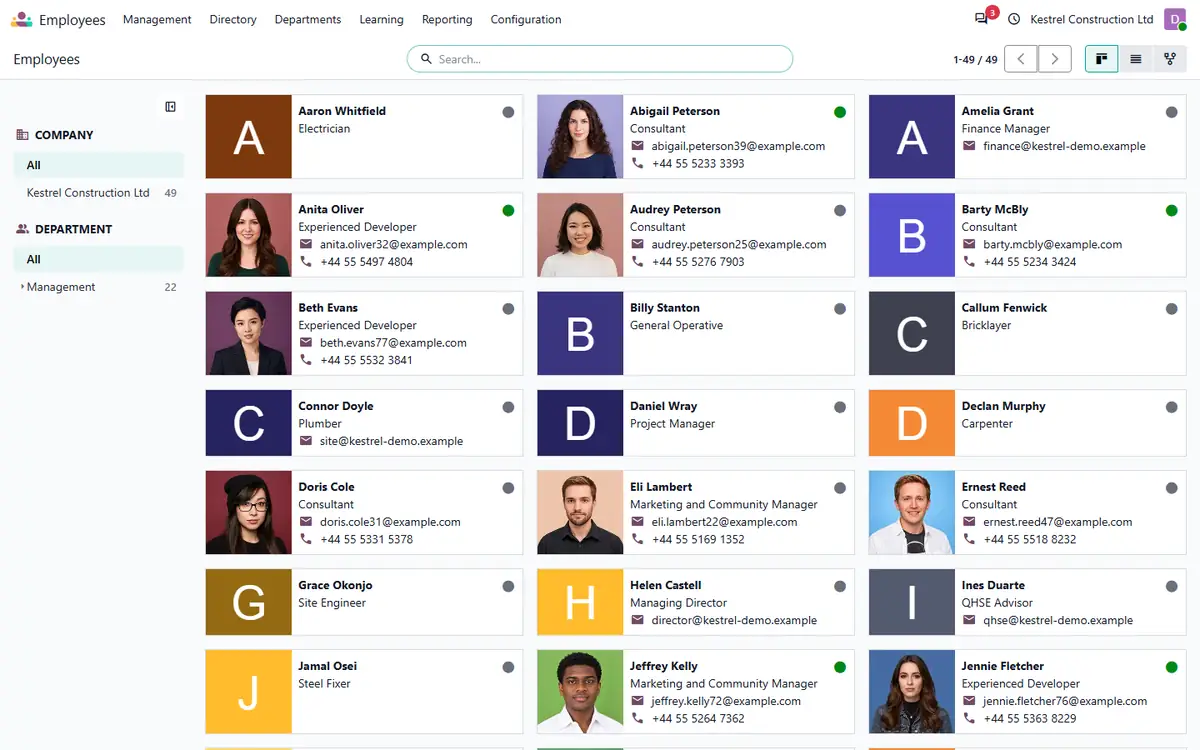 Employees Management Directory Departments Learning Reporting Configuration 3 Kestrel Construction Ltd D
Employees Search... 1-49 / 49
COMPANY
All
Kestrel Construction Ltd 49
DEPARTMENT
All
Management 22
A
Aaron Whitfield
Electrician
Abigail Peterson
Consultant
abigail.peterson39@example.com
+44 55 5233 3393
A
Amelia Grant
Finance Manager
finance@kestrel-demo.example
Anita Oliver
Experienced Developer
anita.oliver32@example.com
+44 55 5497 4804
Audrey Peterson
Consultant
audrey.peterson25@example.com
+44 55 5276 7903
B
Barty McBly
Consultant
barty.mcbly@example.com
+44 55 5234 3424
Beth Evans
Experienced Developer
beth.evans77@example.com
+44 55 5532 3841
B
Billy Stanton
General Operative
C
Callum Fenwick
Bricklayer
C
Connor Doyle
Plumber
site@kestrel-demo.example
D
Daniel Wray
Project Manager
D
Declan Murphy
Carpenter
Doris Cole
Consultant
doris.cole31@example.com
+44 55 5331 5378
Eli Lambert
Marketing and Community Manager
eli.lambert22@example.com
+44 55 5169 1352
Ernest Reed
Consultant
ernest.reed47@example.com
+44 55 5518 8232
G
Grace Okonjo
Site Engineer
H
Helen Castell
Managing Director
director@kestrel-demo.example
I
Ines Duarte
QHSE Advisor
qhse@kestrel-demo.example
J
Jamal Osei
Steel Fixer
Jeffrey Kelly
Marketing and Community Manager
jeffrey.kelly72@example.com
+44 55 5264 7362
Jennie Fletcher
Experienced Developer
jennie.fletcher76@example.com
+44 55 5363 8229